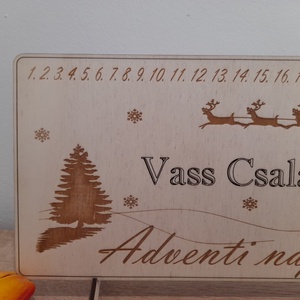 1. 2. 3. 4. 5. 6. 7. 8. 9. 10. 11. 12. 13. 14. 15. 16.
Vass Csala
Adventi na